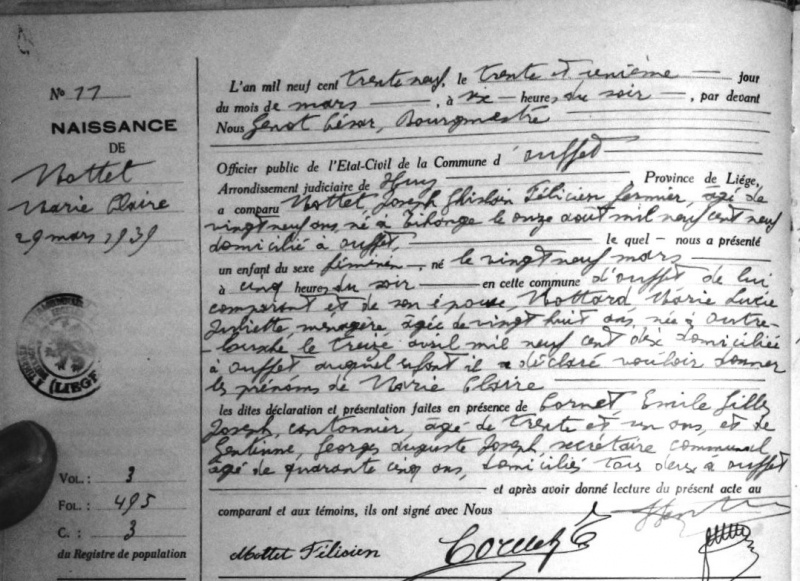 N° 11
NAISSANCE
DE
Mottet
Marie Claire
29 mars 1939
(LIEGE)
VOL. : 3
FOL. : 495
C. : 3
du Registre de population
L'an mil neuf cent trente neuf, le trente et unième jour
du mois de mars, à six heures du soir, par devant
Nous Genot César, Bourgmestre
Officier public de l'Etat-Civil de la Commune d'ouffet
Arrondissement judiciaire de Huy Province de Liége,
a comparu Mottet Joseph Ghislain Félicien fermier, âgé de
vingt neuf ans, né à Tihange le onze aout mil neuf cent neuf
domicilié à ouffet le quel - nous a présenté
un enfant du sexe féminin, né le vingt neuf mars
à cinq heures du soir en cette commune d'ouffet de lui
comparant et de son épouse, Mottard Marie Lucie
Juliette, ménagère, âgée de vingt huit ans, née à outre-
-louxhe le treize avril mil neuf cent dix domiciliée
à ouffet auquel enfant il a déclaré vouloir donner
les prénoms de Marie Claire
les dites déclaration et présentation faites en présence de Cornet, Emile Gilles
Joseph, cantonnier, âgé de trente et un ans, et de
Georges Auguste Joseph, secrétaire communal
âgé de quarante cinq ans, domiciliés tous deux à ouffet
et après avoir donné lecture du présent acte au
comparant et aux témoins, ils ont signé avec Nous
Mottet Félicien Cornet E